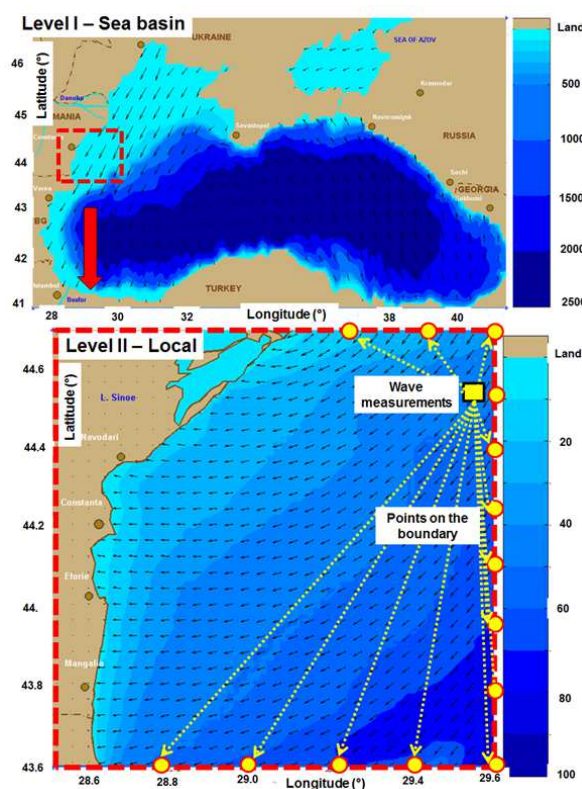 Level I – Sea basin
UKRAINE
SEA OF AZOV
Land
46
Latitude (°)
Danube
Krasnodar
45
MANIA
Novorossiysk
500
Constanta
Sevastopol
RUSSIA
44
1000
Sochi
Varna
GEORGIA
43
1500
BG
42
2000
Istanbul
TURKEY
41
2500
28
30
32
Longitude (°)
38
40
Level II – Local
Land
44.6
Latitude (°)
L. Sinoe
Wave
measurements
20
44.4
Navodari
Constanta
Points on the
boundary
40
44.2
Eforie
60
44.
Mangalia
80
43.8
43.6
100
28.6
28.8
29.0
Longitude (°)
29.4
29.6